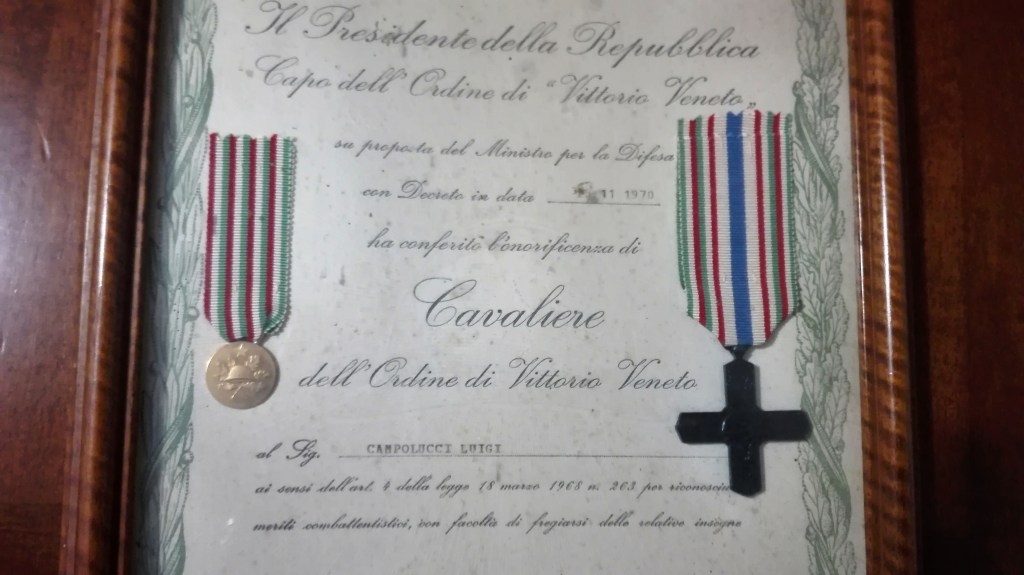 Il Presidente della Repubblica
Capo dell'Ordine di "Vittorio Veneto„
su proposta del Ministro per la Difesa
con Decreto in data 11 1970
ha conferito l'onorificenza di
Cavaliere
dell'Ordine di Vittorio Veneto
al Sig. CAMPOLUCCI LUIGI
ai sensi dell'art. 4 della legge 18 marzo 1968 n. 263 per riconosciu
meriti combattentistici, con facoltà di fregiarsi delle relative insegne